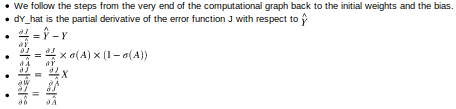 • We follow the steps from the very end of the computational graph back to the initial weights and the bias.
• dY_hat is the partial derivative of the error function J with respect to Ŷ
• ∂J/∂Ŷ = Ŷ − Y
• ∂J/∂Â = ∂J/∂Ŷ × σ(A) × (1 − σ(A))
• ∂J/∂Ŵ = ∂J/∂Â X
• ∂J/∂b̂ = ∂J/∂Â